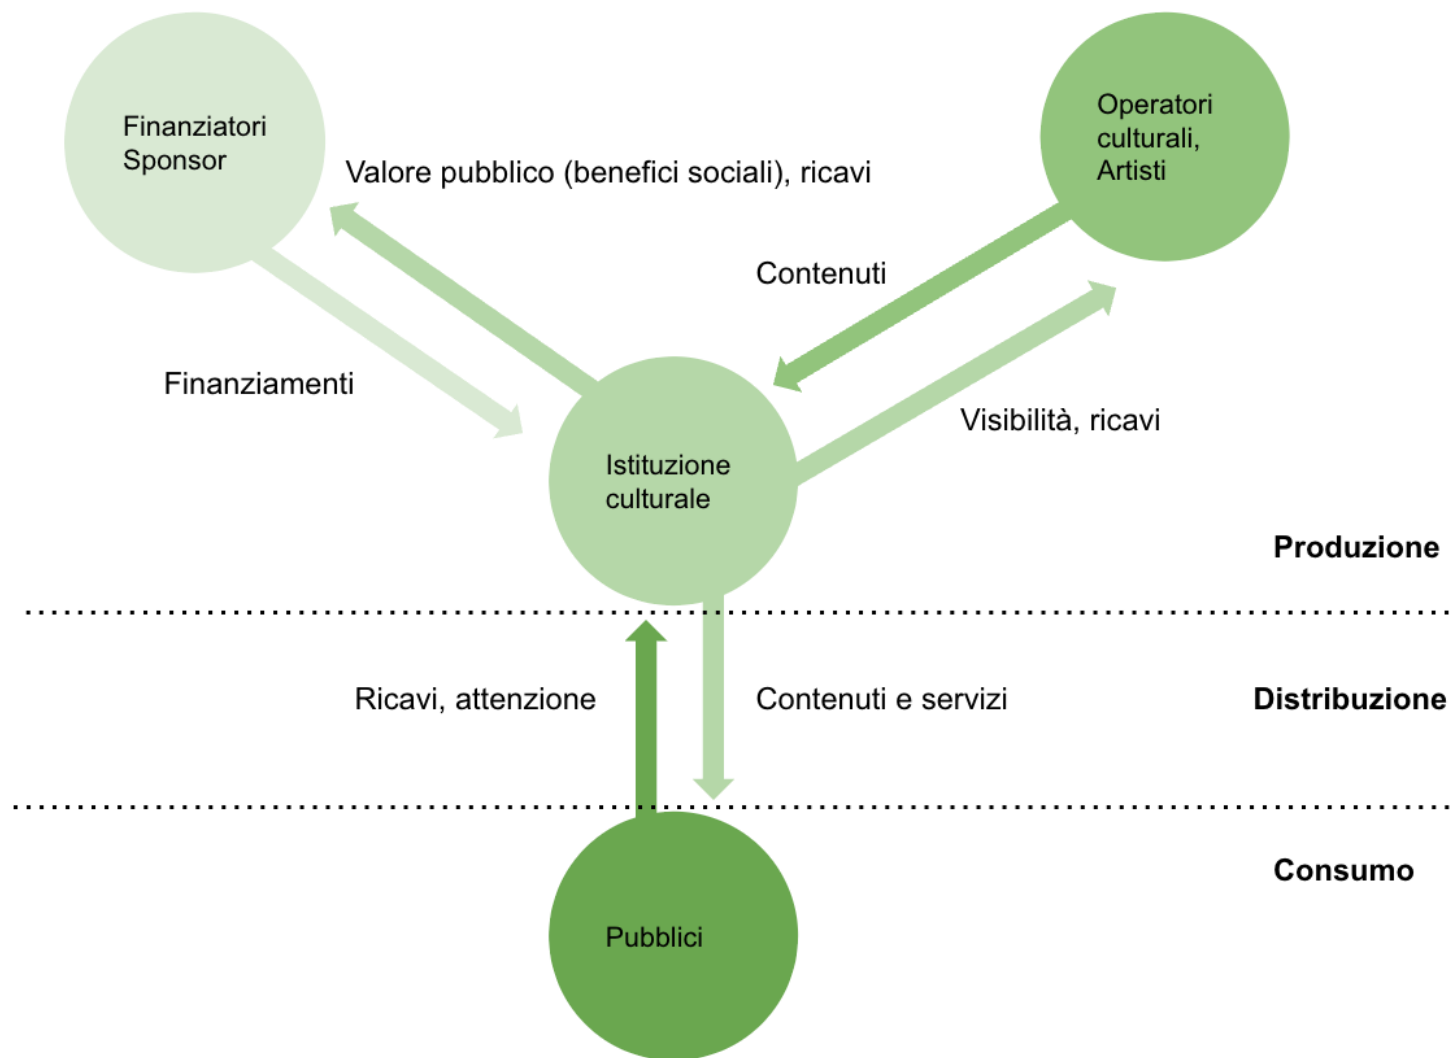 Finanziatori
Sponsor
Operatori
culturali,
Artisti
Valore pubblico (benefici sociali), ricavi
Contenuti
Finanziamenti
Visibilità, ricavi
Istituzione
culturale
Produzione
Ricavi, attenzione
Contenuti e servizi
Distribuzione
Consumo
Pubblici